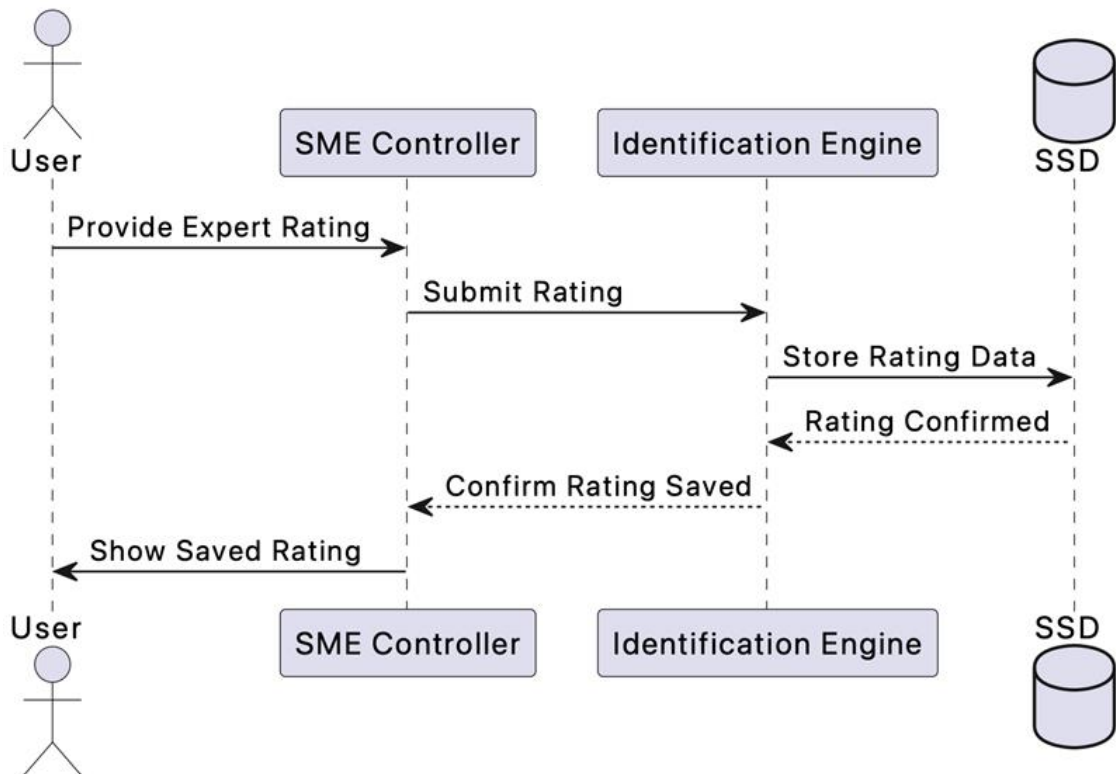 User
SME Controller
Identification Engine
SSD
Provide Expert Rating
Submit Rating
Store Rating Data
Rating Confirmed
Confirm Rating Saved
Show Saved Rating
User
SME Controller
Identification Engine
SSD